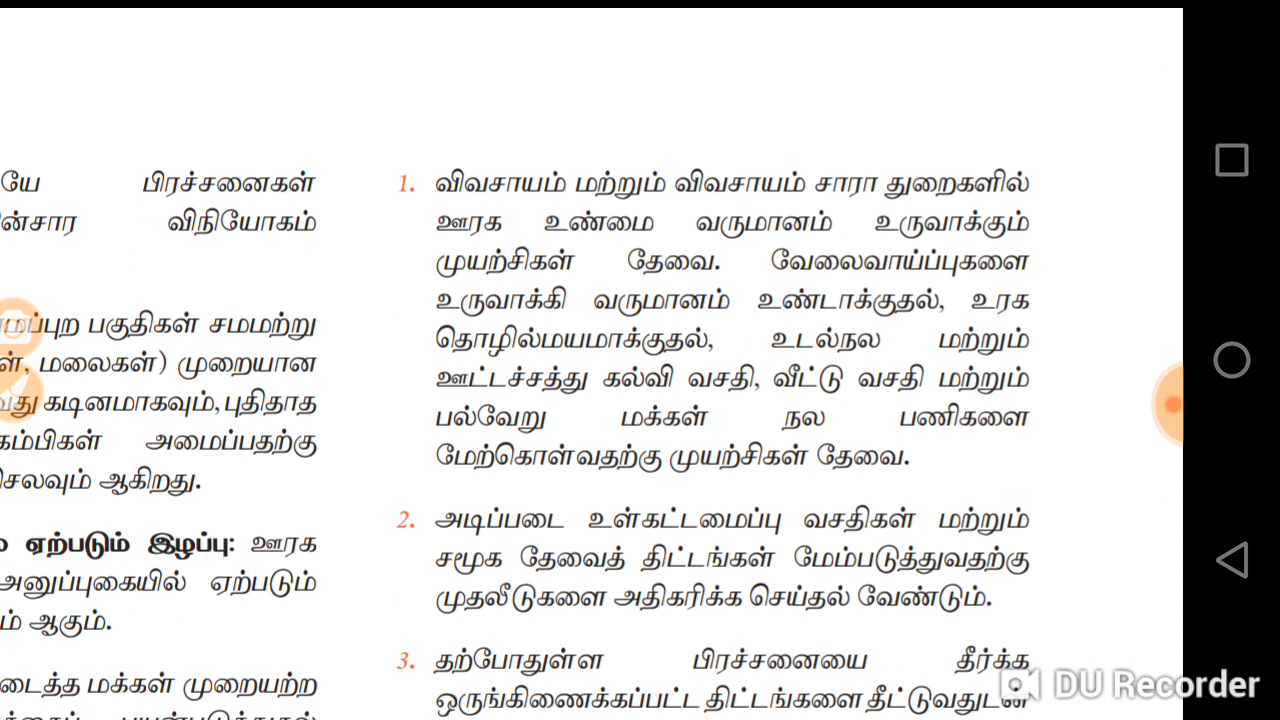 பிரச்சனைகள்
விநியோகம்
பகுதிகள் சமமற்று
மலைகள்) முறையான
கடினமாகவும், புதிதாத
கம்பிகள் அமைப்பதற்கு
ஆகிறது.
ஏற்படும் இழப்பு: ஊரக
அனுப்புகையில் ஏற்படும்
ஆகும்.
மக்கள் முறையற்ற
1. விவசாயம் மற்றும் விவசாயம் சாரா துறைகளில்
ஊரக உண்மை வருமானம் உருவாக்கும்
முயற்சிகள் தேவை. வேலைவாய்ப்புகளை
உருவாக்கி வருமானம் உண்டாக்குதல், உரக
தொழில்மயமாக்குதல், உடல்நல மற்றும்
ஊட்டச்சத்து கல்வி வசதி, வீட்டு வசதி மற்றும்
பல்வேறு மக்கள் நல பணிகளை
மேற்கொள்வதற்கு முயற்சிகள் தேவை.
2. அடிப்படை உள்கட்டமைப்பு வசதிகள் மற்றும்
சமூக தேவைத் திட்டங்கள் மேம்படுத்துவதற்கு
முதலீடுகளை அதிகரிக்க செய்தல் வேண்டும்.
3. தற்போதுள்ள பிரச்சனையை தீர்க்க
ஒருங்கிணைக்கப்பட்ட திட்டங்களை தீட்டுவதுடன்
DU Recorder